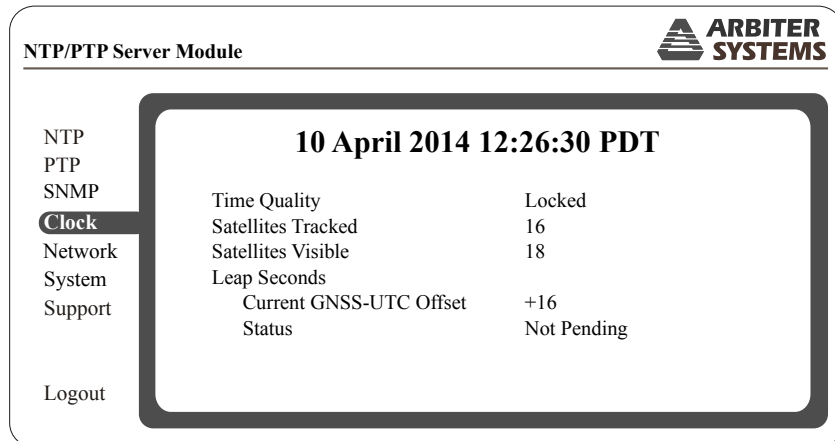 NTP/PTP Server Module
ARBITER
SYSTEMS
NTP
PTP
SNMP
Clock
Network
System
Support
Logout
10 April 2014 12:26:30 PDT
Time Quality Locked
Satellites Tracked 16
Satellites Visible 18
Leap Seconds
Current GNSS-UTC Offset +16
Status Not Pending